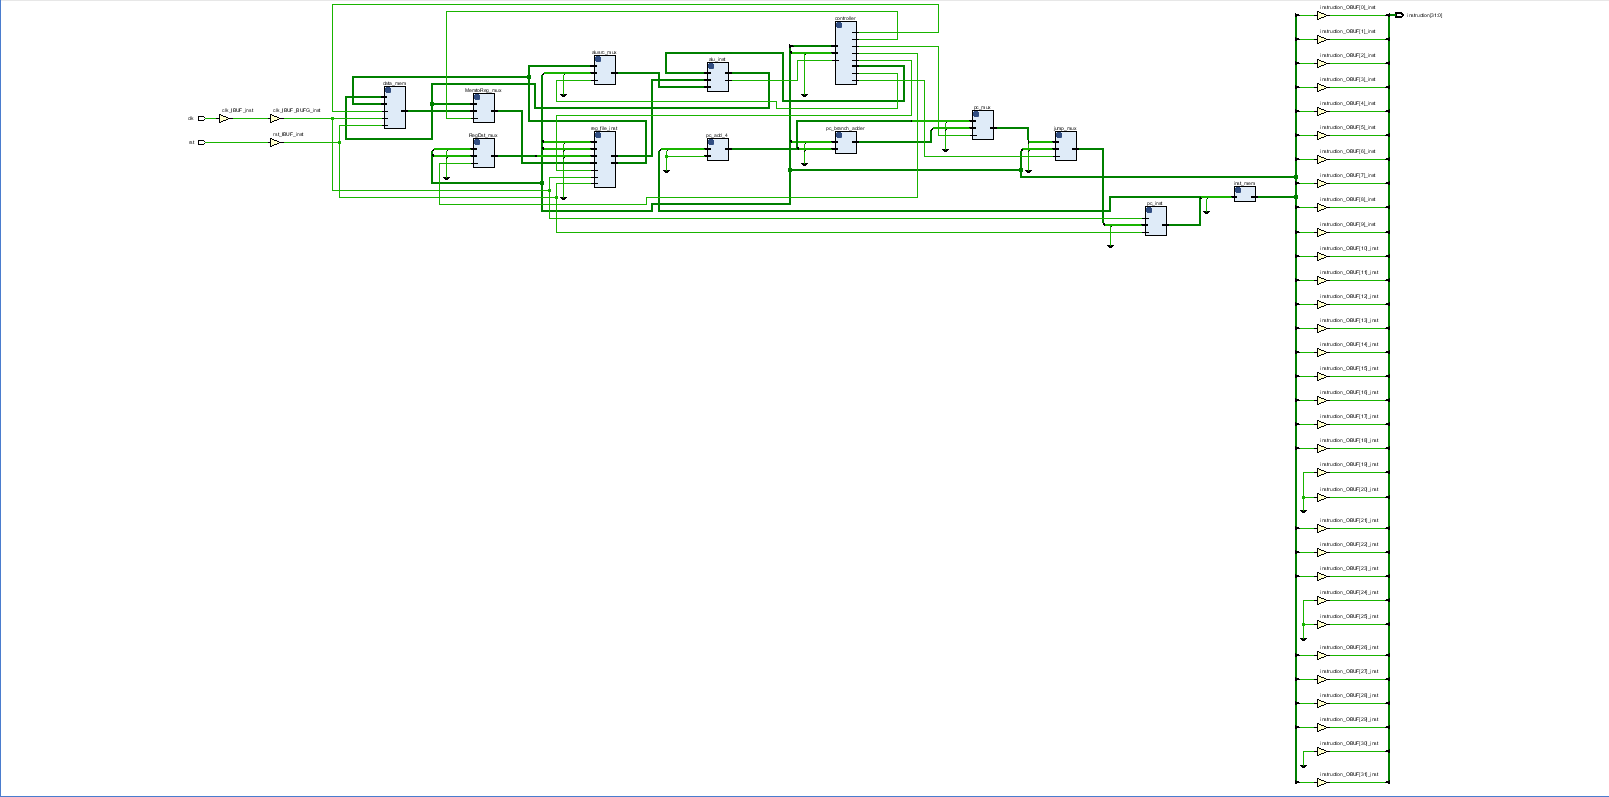 clk
clk_IBUF_inst
clk_IBUF_BUFG_inst
rst
rst_IBUF_inst
data_mem
MemtoReg_mux
RegDst_mux
alusrc_mux
reg_file_inst
alu_inst
pc_add_4
controller
pc_branch_adder
pc_mux
jump_mux
pc_inst
inst_mem
instruction_OBUF[0]_inst
instruction[31:0]
instruction_OBUF[1]_inst
instruction_OBUF[2]_inst
instruction_OBUF[3]_inst
instruction_OBUF[4]_inst
instruction_OBUF[5]_inst
instruction_OBUF[6]_inst
instruction_OBUF[7]_inst
instruction_OBUF[8]_inst
instruction_OBUF[9]_inst
instruction_OBUF[10]_inst
instruction_OBUF[11]_inst
instruction_OBUF[12]_inst
instruction_OBUF[13]_inst
instruction_OBUF[14]_inst
instruction_OBUF[15]_inst
instruction_OBUF[16]_inst
instruction_OBUF[17]_inst
instruction_OBUF[18]_inst
instruction_OBUF[19]_inst
instruction_OBUF[20]_inst
instruction_OBUF[21]_inst
instruction_OBUF[22]_inst
instruction_OBUF[23]_inst
instruction_OBUF[24]_inst
instruction_OBUF[25]_inst
instruction_OBUF[26]_inst
instruction_OBUF[27]_inst
instruction_OBUF[28]_inst
instruction_OBUF[29]_inst
instruction_OBUF[30]_inst
instruction_OBUF[31]_inst